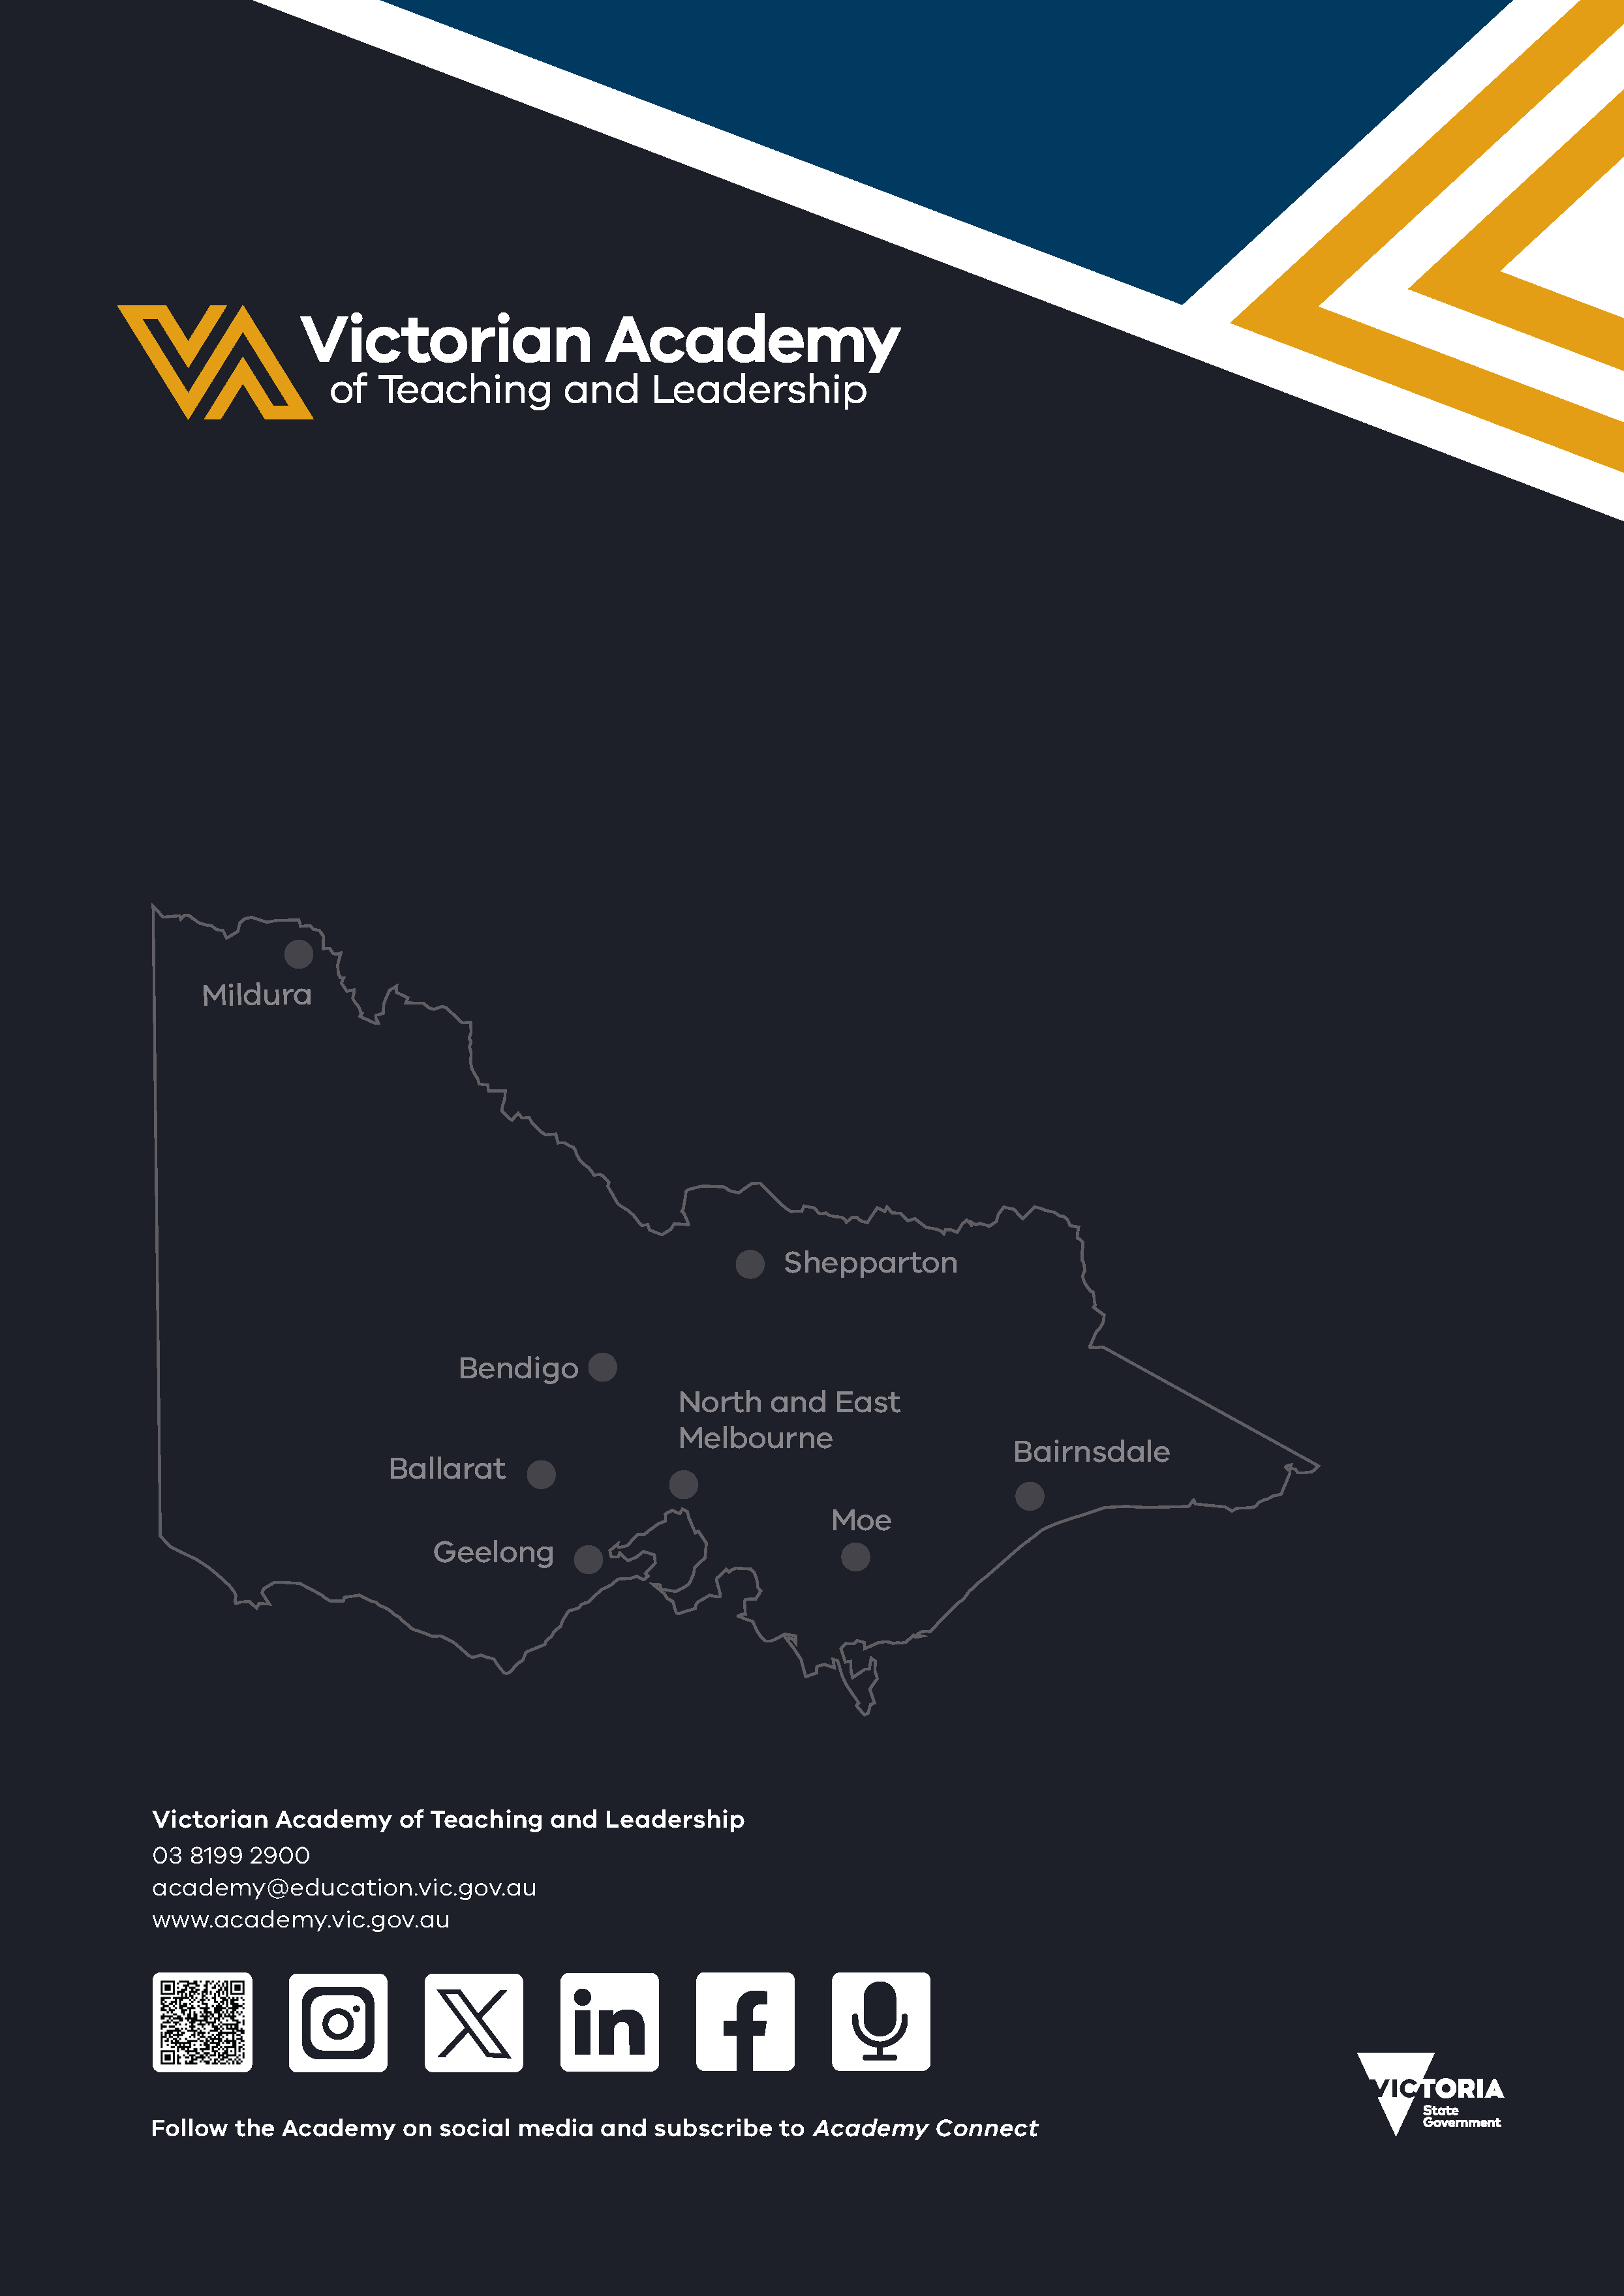 Victorian Academy
of Teaching and Leadership
Mildura
Shepparton
Bendigo
North and East
Melbourne
Ballarat
Bairnsdale
Moe
Geelong
Victorian Academy of Teaching and Leadership
03 8199 2900
academy@education.vic.gov.au
www.academy.vic.gov.au
in
f
Follow the Academy on social media and subscribe to Academy Connect
VICTORIA
State
Government